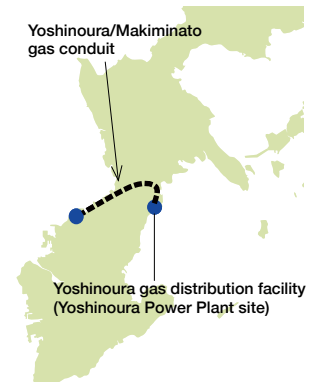 Yoshinoura/Makiminato
gas conduit
Yoshinoura gas distribution facility
(Yoshinoura Power Plant site)